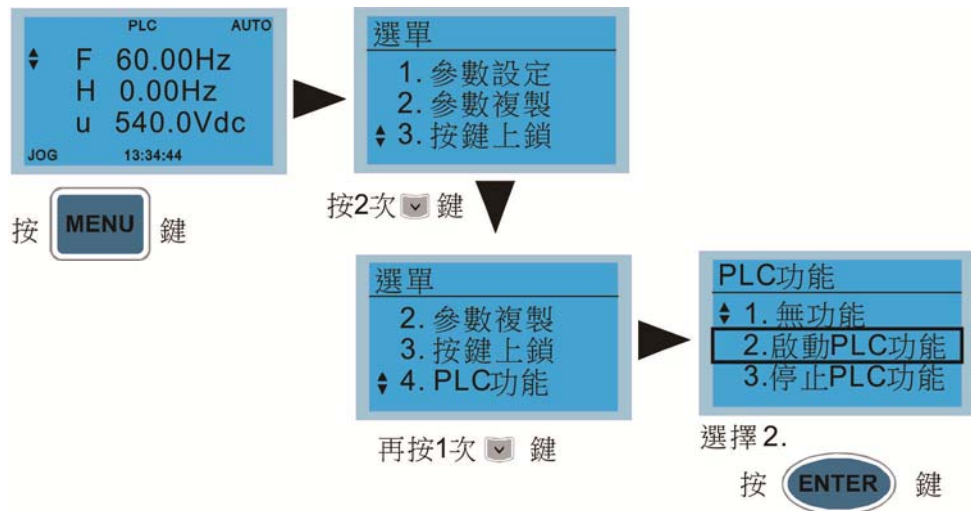 PLC AUTO
F 60.00Hz
H 0.00Hz
u 540.0Vdc
JOG 13:34:44
按 MENU 鍵
選單
1. 參數設定
2. 參數複製
3. 按鍵上鎖
按2次 鍵
選單
2. 參數複製
3. 按鍵上鎖
4. PLC功能
再按1次 鍵
PLC功能
1. 無功能
2.啟動PLC功能
3.停止PLC功能
選擇2.
按 ENTER 鍵